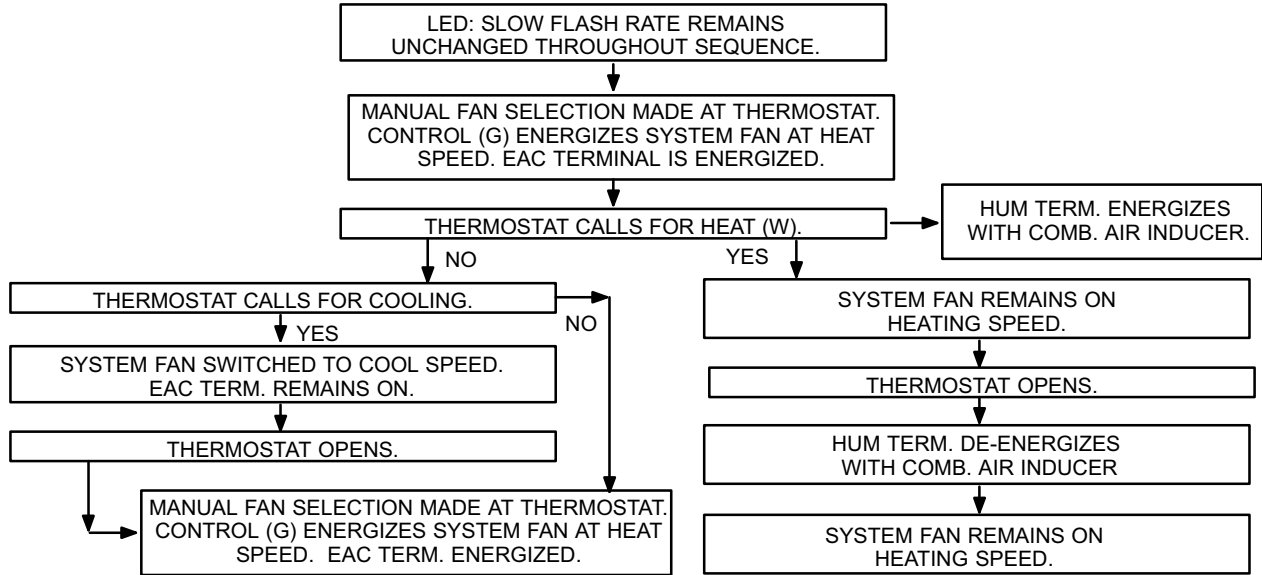 LED: SLOW FLASH RATE REMAINS
UNCHANGED THROUGHOUT SEQUENCE.
MANUAL FAN SELECTION MADE AT THERMOSTAT.
CONTROL (G) ENERGIZES SYSTEM FAN AT HEAT
SPEED. EAC TERMINAL IS ENERGIZED.
THERMOSTAT CALLS FOR HEAT (W).
HUM TERM. ENERGIZES
WITH COMB. AIR INDUCER.
NO
YES
THERMOSTAT CALLS FOR COOLING.
YES
NO
SYSTEM FAN SWITCHED TO COOL SPEED.
EAC TERM. REMAINS ON.
THERMOSTAT OPENS.
MANUAL FAN SELECTION MADE AT THERMOSTAT.
CONTROL (G) ENERGIZES SYSTEM FAN AT HEAT
SPEED. EAC TERM. ENERGIZED.
SYSTEM FAN REMAINS ON
HEATING SPEED.
THERMOSTAT OPENS.
HUM TERM. DE-ENERGIZES
WITH COMB. AIR INDUCER
SYSTEM FAN REMAINS ON
HEATING SPEED.